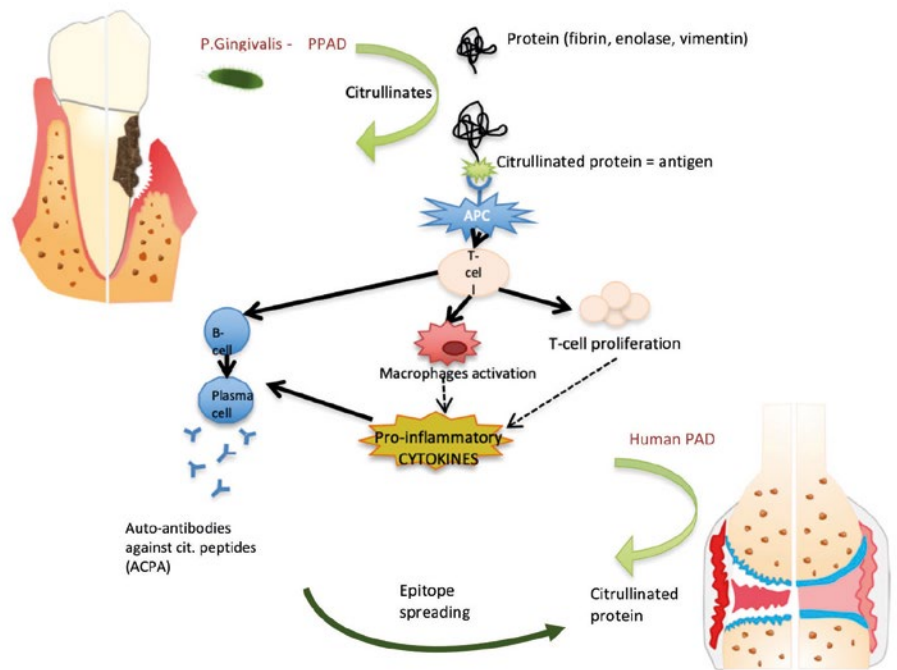 P.Gingivalis - PPAD
Protein (fibrin, enolase, vimentin)
Citrullinates
Citrullinated protein = antigen
APC
T-
cel
l
B-
cell
T-cell proliferation
Macrophages activation
Plasma
cell
Pro-inflammatory
CYTOKINES
Human PAD
Auto-antibodies
against cit. peptides
(ACPA)
Epitope
spreading
Citrullinated
protein